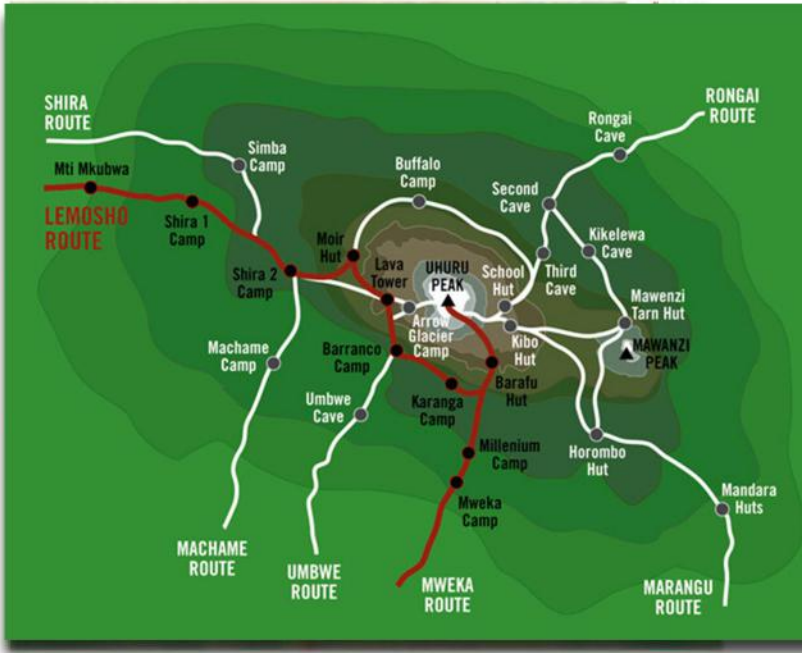 SHIRA
ROUTE
Simba
Camp
Mti Mkubwa
LEMOSHO
ROUTE
Shira 1
Camp
Shira 2
Camp
Moir
Hut
Buffalo
Camp
Lava
Tower
UHURU
PEAK
Arrow
Glacier
Camp
School
Hut
Kibo
Hut
Second
Cave
Third
Cave
Rongai
Cave
RONGAI
ROUTE
Kikelewa
Cave
Mawenzi
Tarn Hut
MAWANZI
PEAK
Machame
Camp
MACHAME
ROUTE
Barranco
Camp
Umbwe
Cave
UMBWE
ROUTE
Karanga
Camp
Barafu
Hut
Millenium
Camp
Mweka
Camp
MWEKA
ROUTE
Horombo
Hut
Mandara
Huts
MARANGU
ROUTE